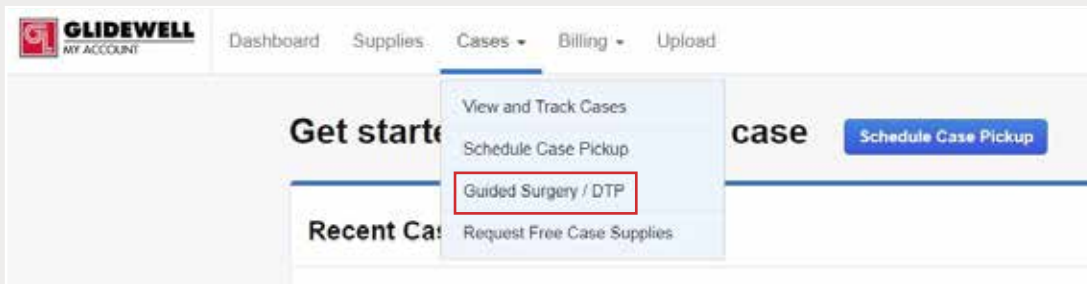 GL GLIDEWELL
MY ACCOUNT
Dashboard Supplies Cases Billing Upload
View and Track Cases
Get starte case Schedule Case Pickup
Schedule Case Pickup
Guided Surgery / DTP
Recent Cas
Request Free Case Supplies